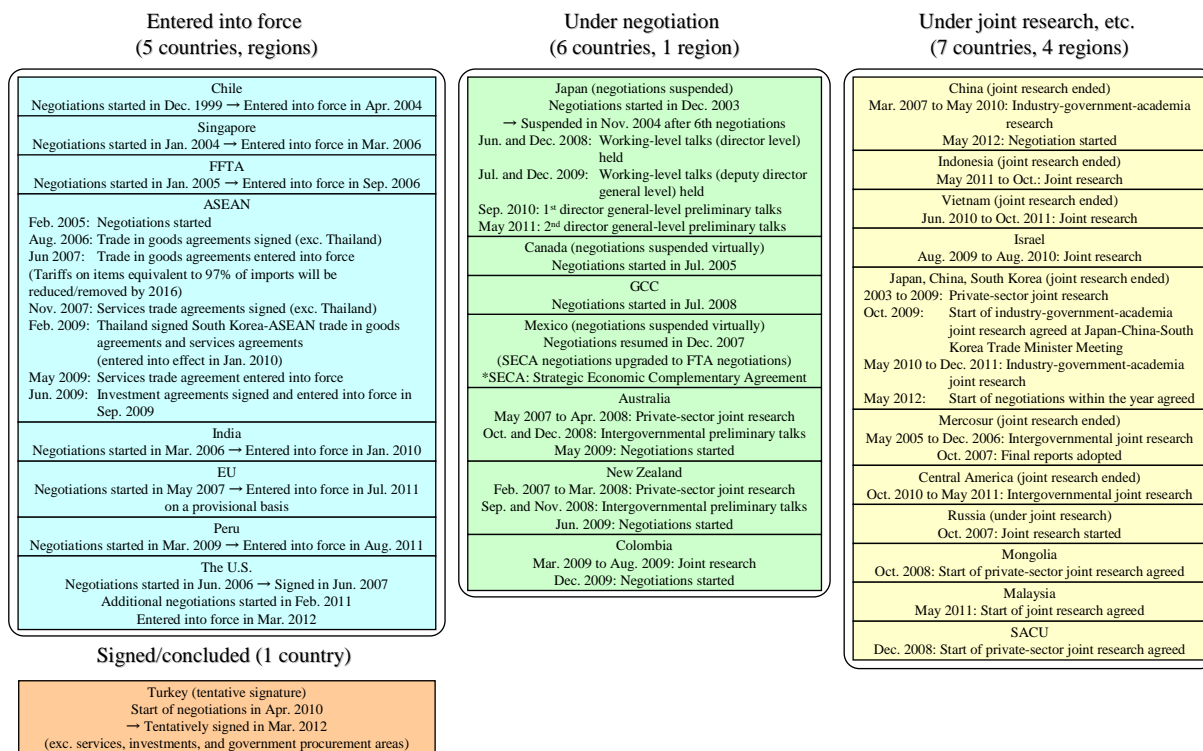 Entered into force
(5 countries, regions)
Chile
Negotiations started in Dec. 1999 → Entered into force in Apr. 2004
Singapore
Negotiations started in Jan. 2004 → Entered into force in Mar. 2006
FFTA
Negotiations started in Jan. 2005 → Entered into force in Sep. 2006
ASEAN
Feb. 2005: Negotiations started
Aug. 2006: Trade in goods agreements signed (exc. Thailand)
Jun 2007: Trade in goods agreements entered into force
(Tariffs on items equivalent to 97% of imports will be
reduced/removed by 2016)
Nov. 2007: Services trade agreements signed (exc. Thailand)
Feb. 2009: Thailand signed South Korea-ASEAN trade in goods
agreements and services agreements
(entered into effect in Jan. 2010)
May 2009: Services trade agreement entered into force
Jun. 2009: Investment agreements signed and entered into force in
Sep. 2009
India
Negotiations started in Mar. 2006 → Entered into force in Jan. 2010
EU
Negotiations started in May 2007 → Entered into force in Jul. 2011
on a provisional basis
Peru
Negotiations started in Mar. 2009 → Entered into force in Aug. 2011
The U.S.
Negotiations started in Jun. 2006 → Signed in Jun. 2007
Additional negotiations started in Feb. 2011
Entered into force in Mar. 2012
Signed/concluded (1 country)
Turkey (tentative signature)
Start of negotiations in Apr. 2010
→ Tentatively signed in Mar. 2012
(exc. services, investments, and government procurement areas)
Under negotiation
(6 countries, 1 region)
Japan (negotiations suspended)
Negotiations started in Dec. 2003
→ Suspended in Nov. 2004 after 6th negotiations
Jun. and Dec. 2008: Working-level talks (director level)
held
Jul. and Dec. 2009: Working-level talks (deputy director
general level) held
Sep. 2010: 1st director general-level preliminary talks
May 2011: 2nd director general-level preliminary talks
Canada (negotiations suspended virtually)
Negotiations started in Jul. 2005
GCC
Negotiations started in Jul. 2008
Mexico (negotiations suspended virtually)
Negotiations resumed in Dec. 2007
(SECA negotiations upgraded to FTA negotiations)
*SECA: Strategic Economic Complementary Agreement
Australia
May 2007 to Apr. 2008: Private-sector joint research
Oct. and Dec. 2008: Intergovernmental preliminary talks
May 2009: Negotiations started
New Zealand
Feb. 2007 to Mar. 2008: Private-sector joint research
Sep. and Nov. 2008: Intergovernmental preliminary talks
Jun. 2009: Negotiations started
Colombia
Mar. 2009 to Aug. 2009: Joint research
Dec. 2009: Negotiations started
Under joint research, etc.
(7 countries, 4 regions)
China (joint research ended)
Mar. 2007 to May 2010: Industry-government-academia
research
May 2012: Negotiation started
Indonesia (joint research ended)
May 2011 to Oct.: Joint research
Vietnam (joint research ended)
Jun. 2010 to Oct. 2011: Joint research
Israel
Aug. 2009 to Aug. 2010: Joint research
Japan, China, South Korea (joint research ended)
2003 to 2009: Private-sector joint research
Oct. 2009: Start of industry-government-academia
joint research agreed at Japan-China-South
Korea Trade Minister Meeting
May 2010 to Dec. 2011: Industry-government-academia
joint research
May 2012: Start of negotiations within the year agreed
Mercosur (joint research ended)
May 2005 to Dec. 2006: Intergovernmental joint research
Oct. 2007: Final reports adopted
Central America (joint research ended)
Oct. 2010 to May 2011: Intergovernmental joint research
Russia (under joint research)
Oct. 2007: Joint research started
Mongolia
Oct. 2008: Start of private-sector joint research agreed
Malaysia
May 2011: Start of joint research agreed
SACU
Dec. 2008: Start of private-sector joint research agreed